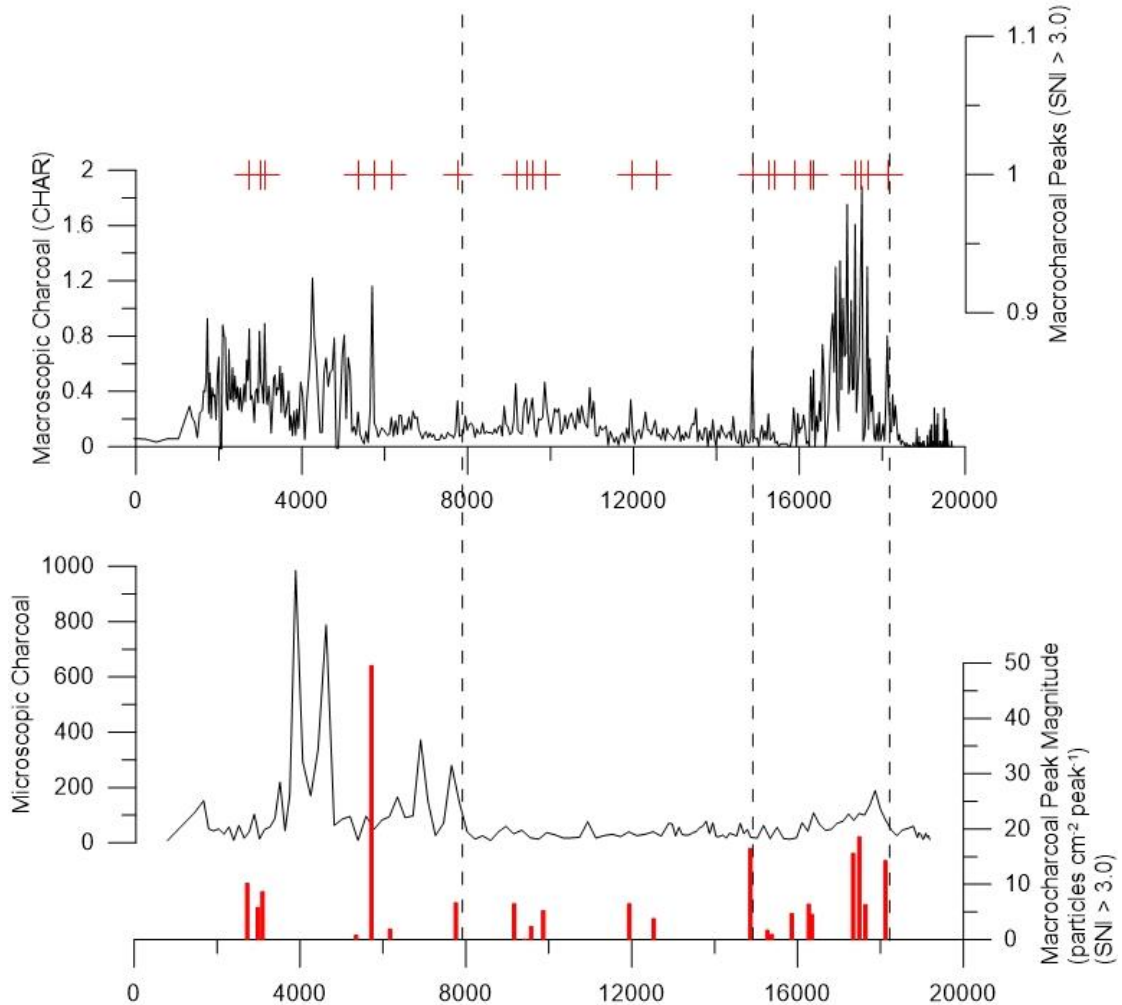 1.1
1
0.9
Macrocharcoal Peaks (SNI > 3.0)
2
1.6
1.2
0.8
0.4
0
Macroscopic Charcoal (CHAR)
0 4000 8000 12000 16000 20000
1000
800
600
400
200
0
Microscopic Charcoal
50
40
30
20
10
0
Macrocharcoal Peak Magnitude
(particles cm⁻² peak⁻¹)
(SNI > 3.0)
0 4000 8000 12000 16000 20000